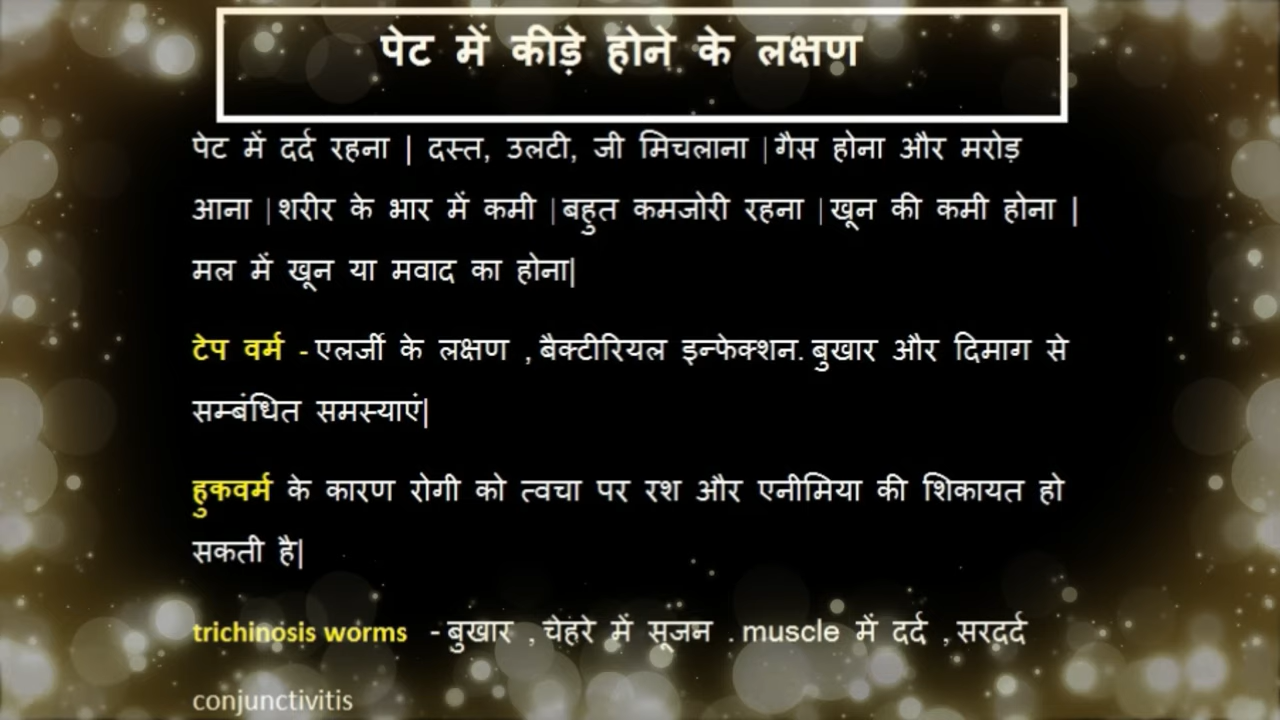 पेट में कीड़े होने के लक्षण
पेट में दर्द रहना | दस्त, उलटी, जी मिचलाना |गैस होना और मरोड़
आना |शरीर के भार में कमी |बहुत कमजोरी रहना |खून की कमी होना |
मल में खून या मवाद का होना|
टेप वर्म -एलर्जी के लक्षण ,बैक्टीरियल इन्फेक्शन. बुखार और दिमाग से
सम्बंधित समस्याएं|
हुकवर्म के कारण रोगी को त्वचा पर रश और एनीमिया की शिकायत हो
सकती है|
trichinosis worms -बुखार ,चेहरे में सूजन .muscle में दर्द ,सरदर्द
conjunctivitis